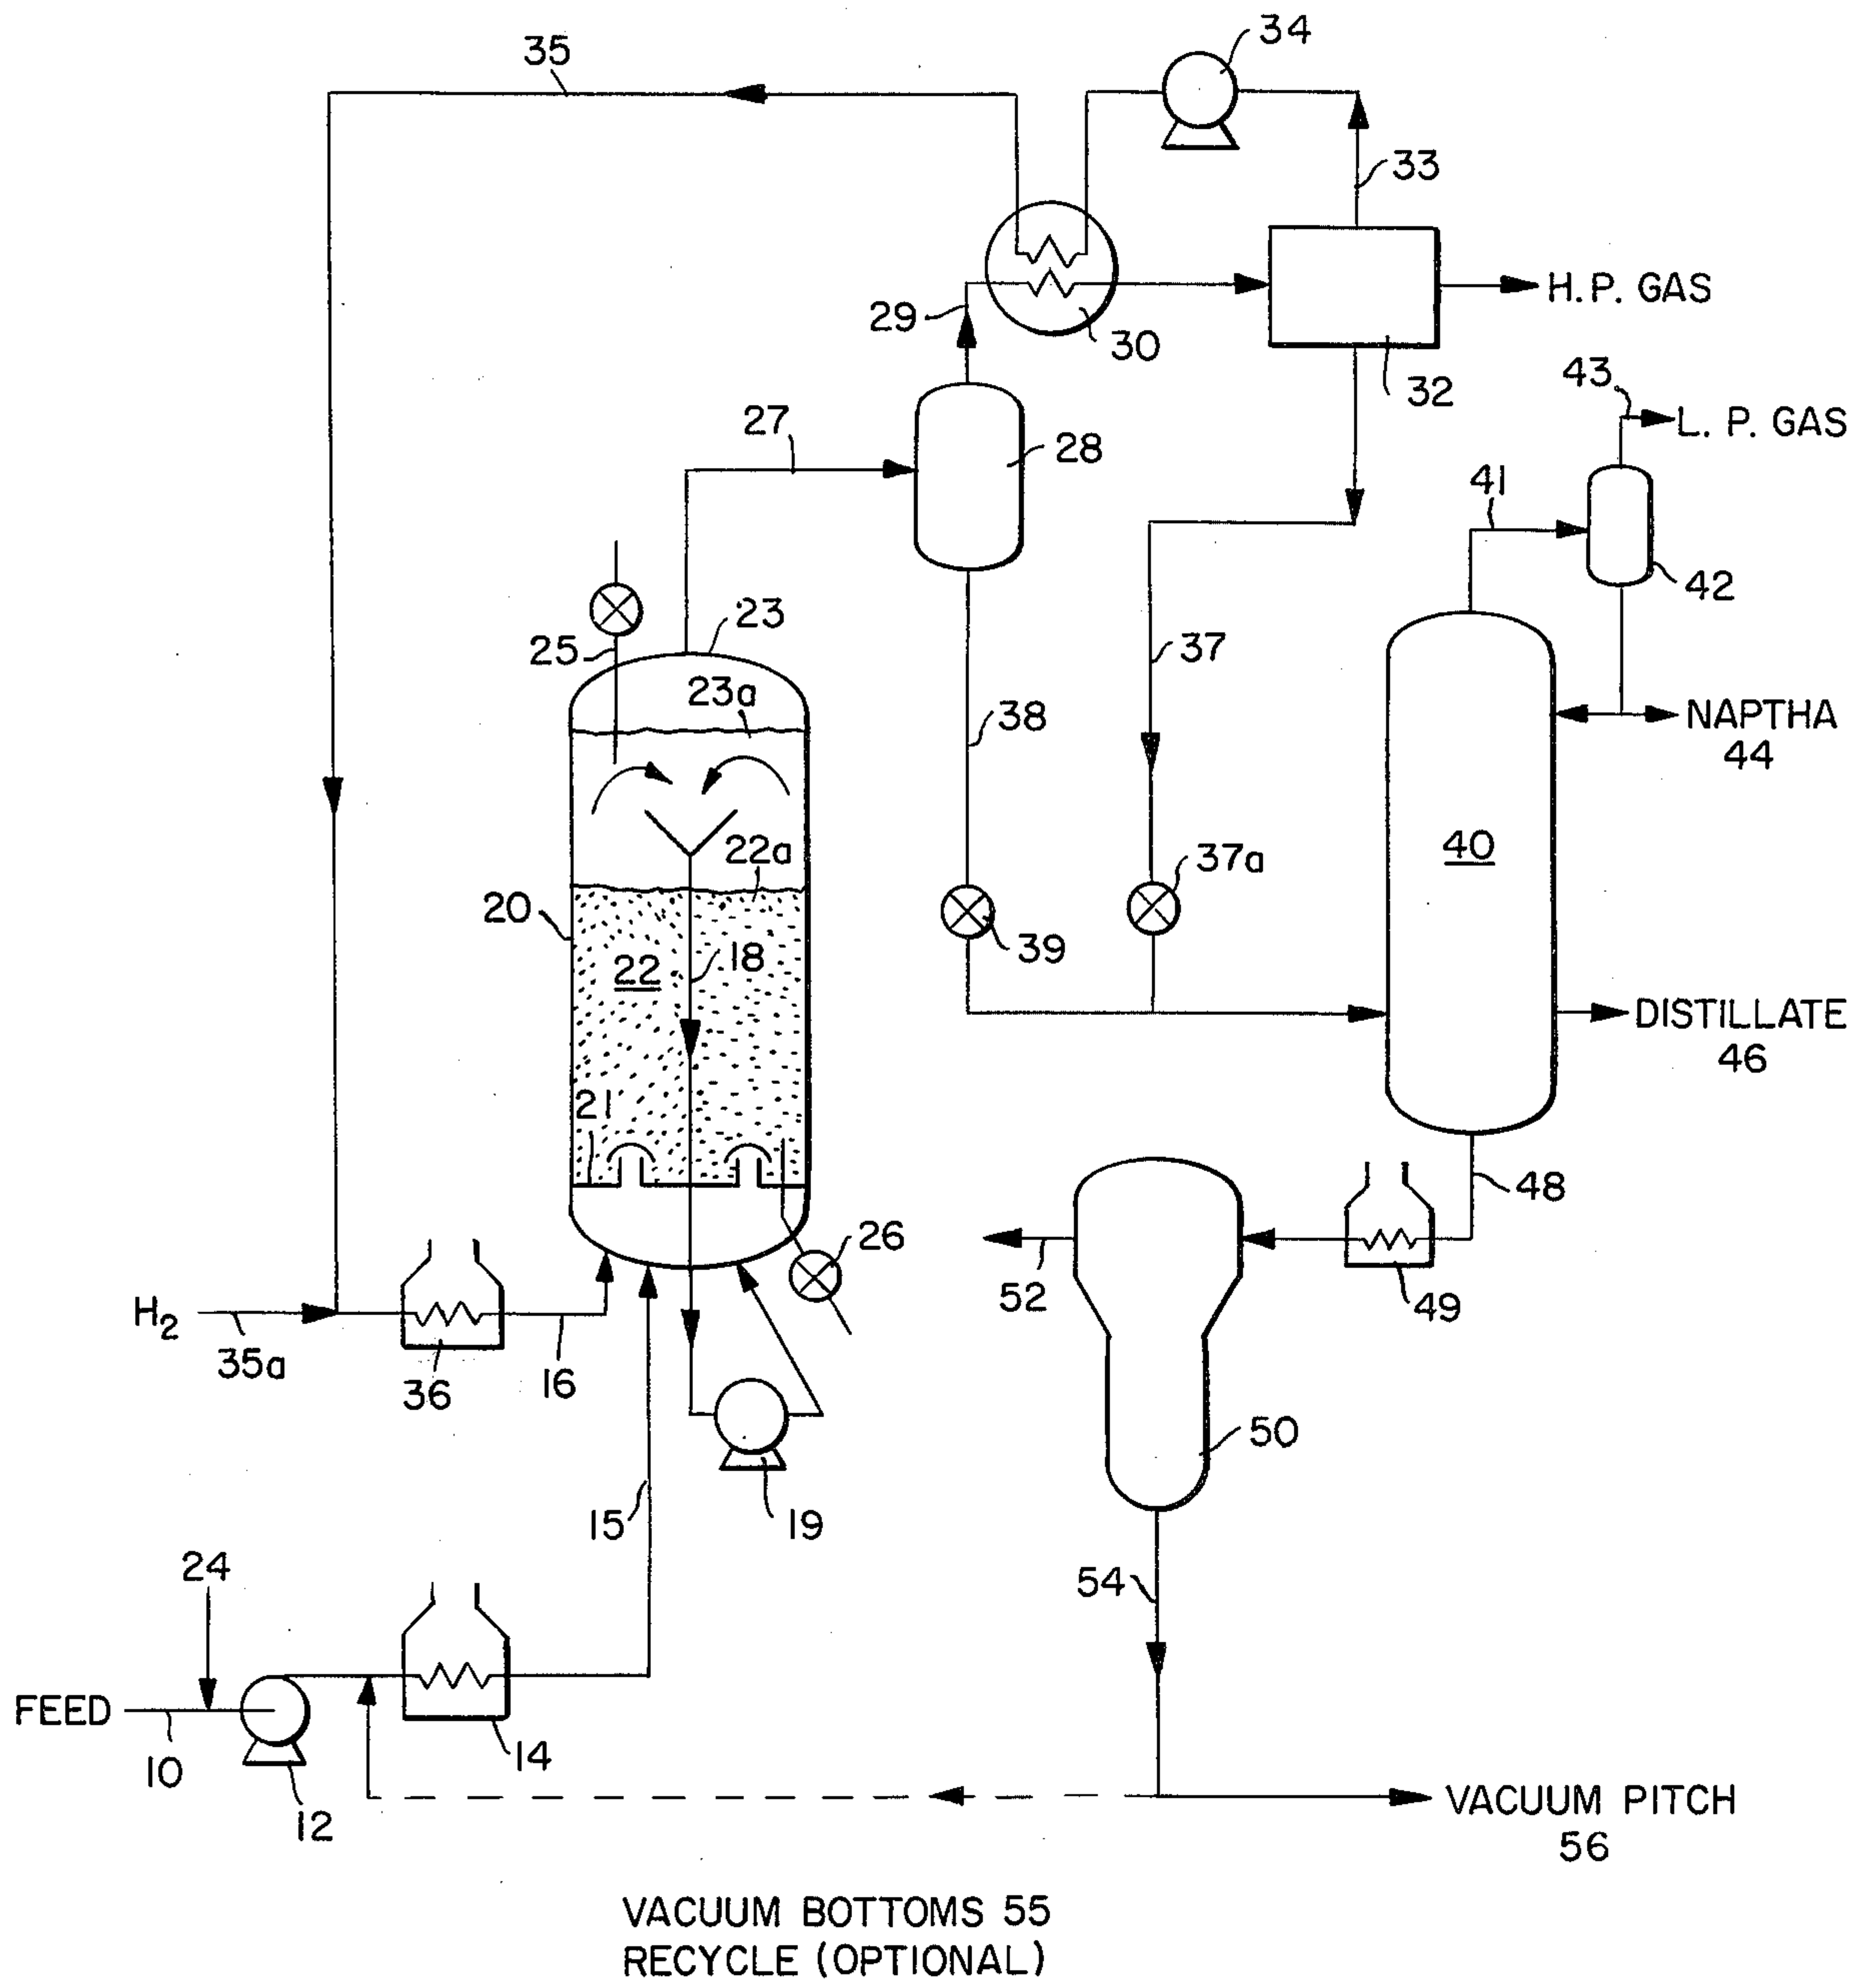 34
35
33
H.P. GAS
29
30
32
43
L. P. GAS
27
28
41
42
25
23
23a
37
38
NAPTHA
44
22a
37a
40
20
39
18
22
DISTILLATE
46
21
48
26
52
49
H2
35a
36
16
50
15
19
24
54
FEED
10
14
12
VACUUM PITCH
56
VACUUM BOTTOMS 55
RECYCLE (OPTIONAL)